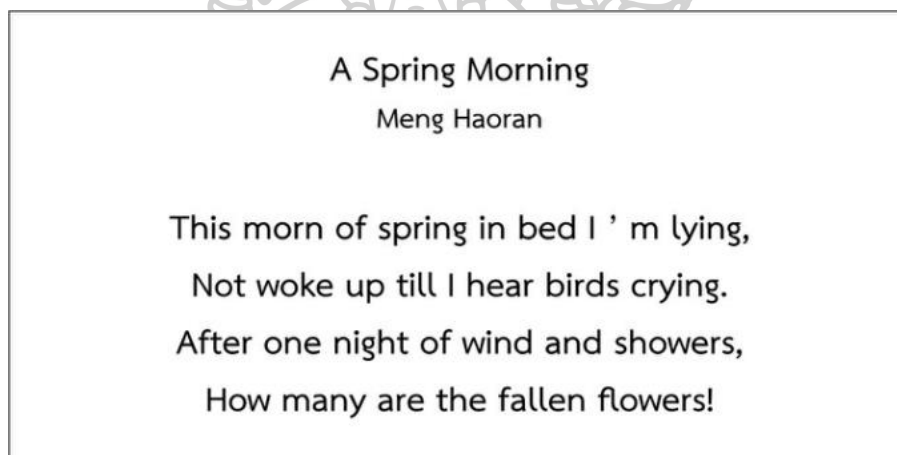 A Spring Morning
Meng Haoran
This morn of spring in bed I ’ m lying,
Not woke up till I hear birds crying.
After one night of wind and showers,
How many are the fallen flowers!